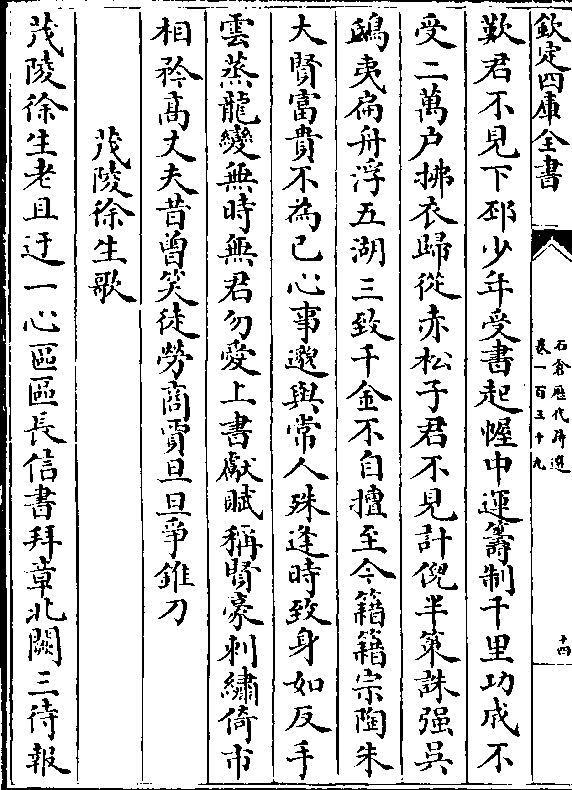 欽定四庫全書
石倉歷代詩選
卷一百三十九
十四
歎君不見下邳少年受書起幄中運籌制千里功成不
受二萬户拂衣歸從赤松子君不見計倪半策誅强吳
鴟夷扁舟浮五湖三致千金不自擅至今籍籍宗陶朱
大賢富貴不為已心事邈與常人殊逢時致身如反手
雲蒸龍變無時無君勿愛上書獻賦稱賢豪刺繡倚市
相矜高丈夫昔曾笑徒勞商賈旦旦爭錐刀
茂陵徐生歌
茂陵徐生老且迂一心區區長信書拜章北闕三待報